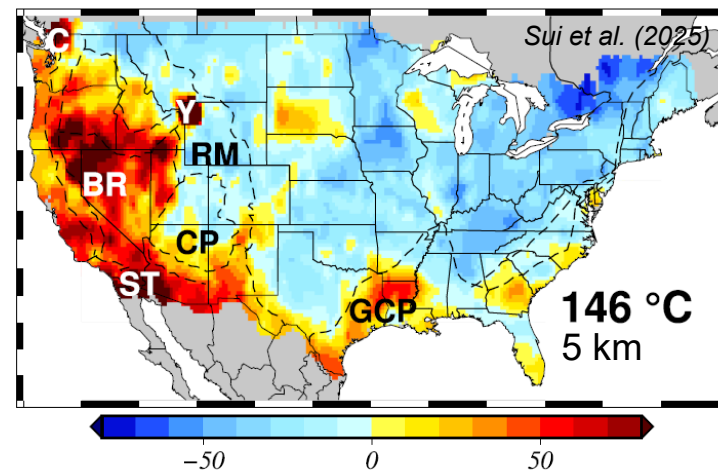 C
Sui et al. (2025)
Y
RM
BR
CP
ST
GCP
146 °C
5 km
−50 0 50